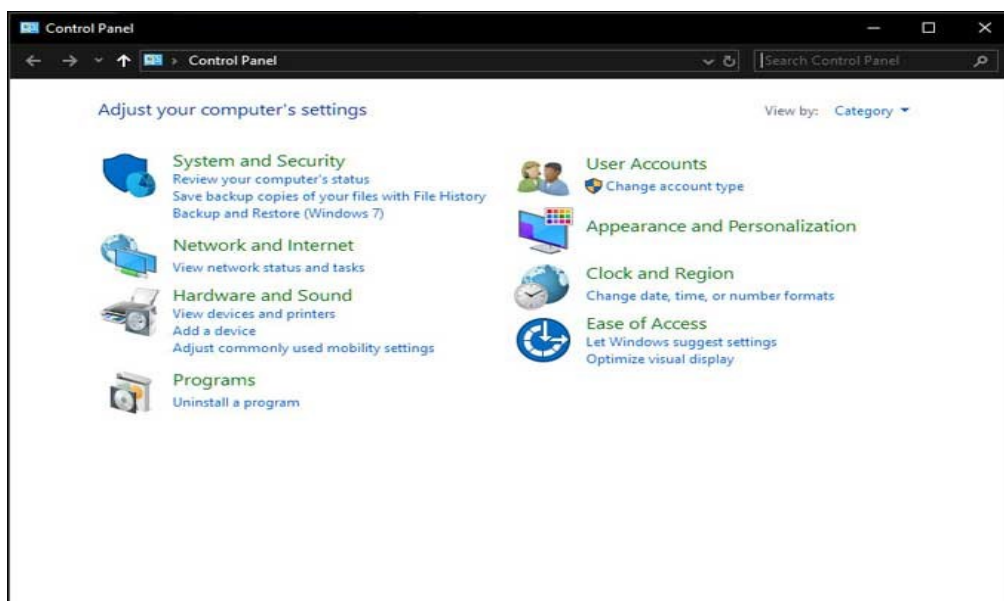 Control Panel
Control Panel
Search Control Panel
Adjust your computer's settings
View by: Category
System and Security
Review your computer's status
Save backup copies of your files with File History
Backup and Restore (Windows 7)
Network and Internet
View network status and tasks
Hardware and Sound
View devices and printers
Add a device
Adjust commonly used mobility settings
Programs
Uninstall a program
User Accounts
Change account type
Appearance and Personalization
Clock and Region
Change date, time, or number formats
Ease of Access
Let Windows suggest settings
Optimize visual display